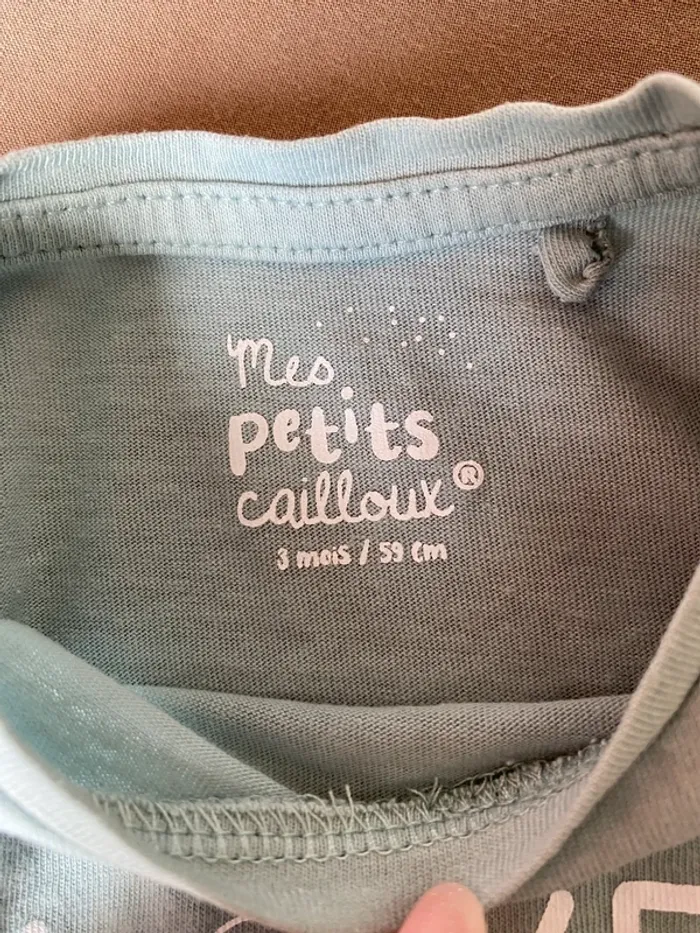 Mes
petits
cailloux®
3 mois / 59 cm